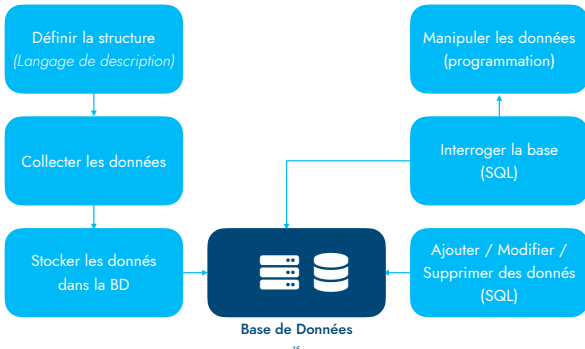 Définir la structure
(Langage de description)
Collecter les données
Stocker les donnés
dans la BD
Manipuler les données
(programmation)
Interroger la base
(SQL)
Ajouter / Modifier /
Supprimer des donnés
(SQL)
Base de Données
15